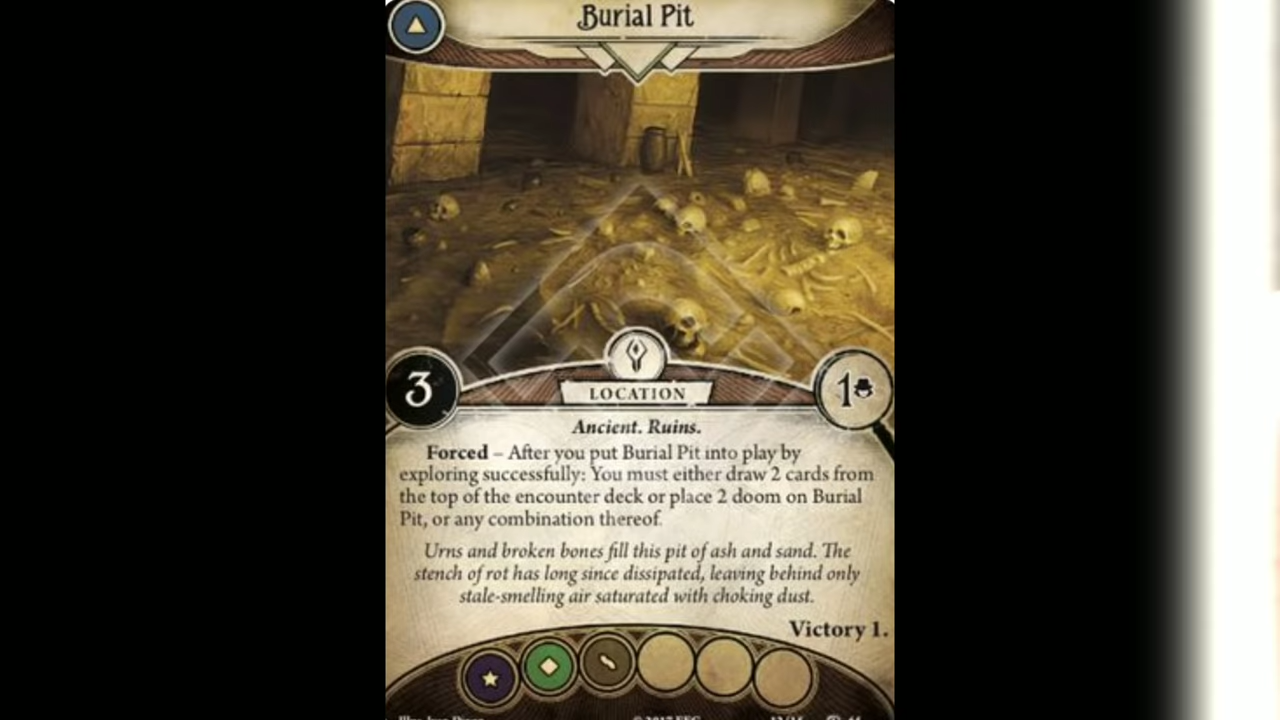 Burial Pit
3
1
LOCATION
Ancient. Ruins.
Forced – After you put Burial Pit into play by
exploring successfully: You must either draw 2 cards from
the top of the encounter deck or place 2 doom on Burial
Pit, or any combination thereof.
Urns and broken bones fill this pit of ash and sand. The
stench of rot has long since dissipated, leaving behind only
stale-smelling air saturated with choking dust.
Victory 1.